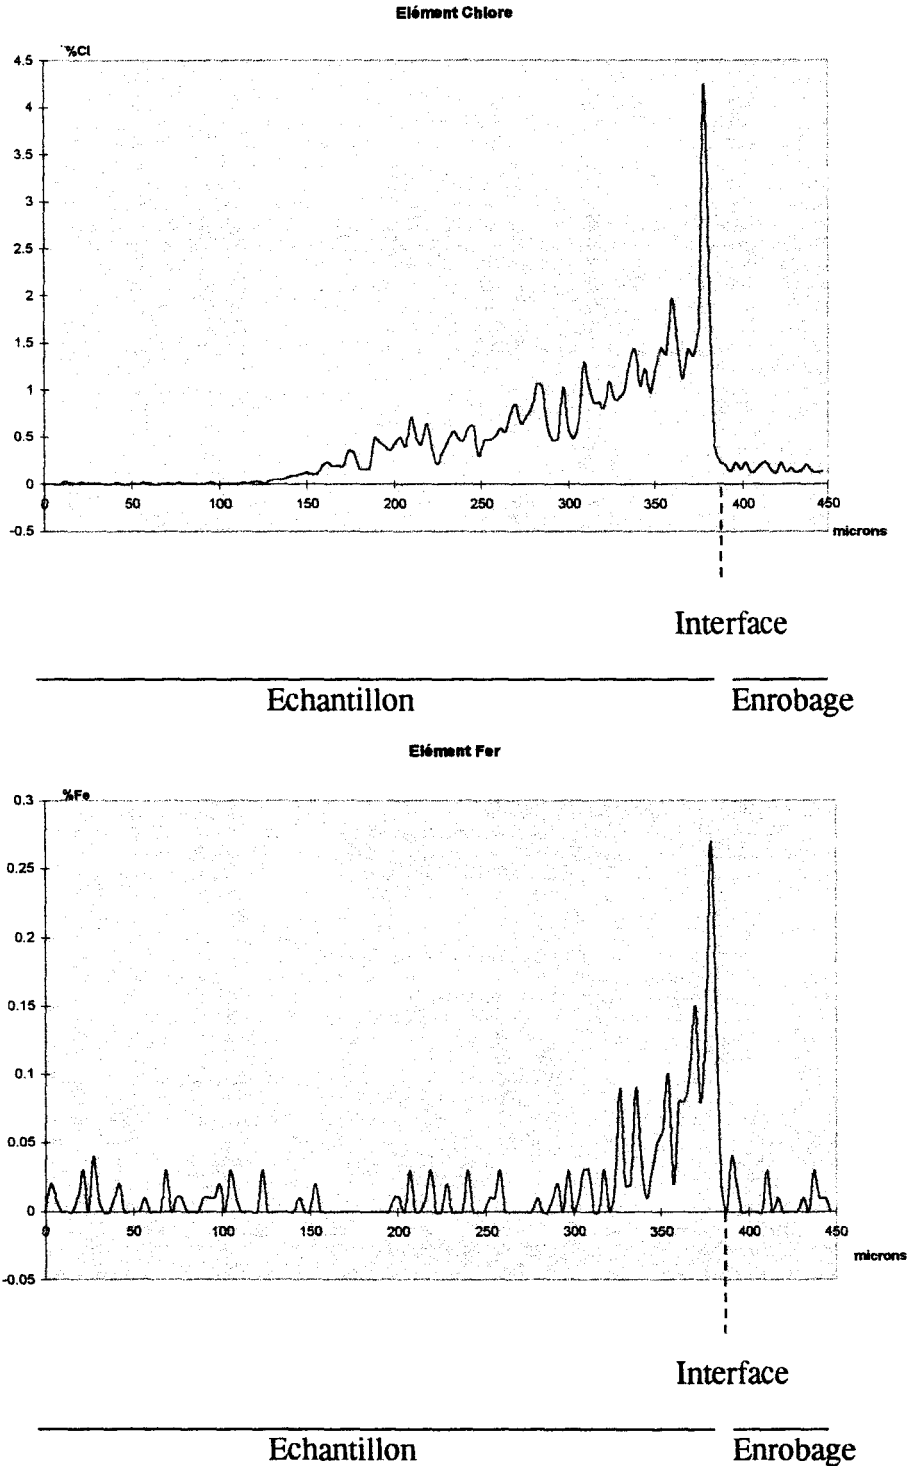 Elément Chlore
%Cl
4.5
4
3.5
3
2.5
2
1.5
1
0.5
0
0 50 100 150 200 250 300 350 400 450
-0.5
microns
Interface
Echantillon Enrobage
Elément Fer
%Fe
0.3
0.25
0.2
0.15
0.1
0.05
0
0 50 100 150 200 250 300 350 400 450
-0.05
microns
Interface
Echantillon Enrobage